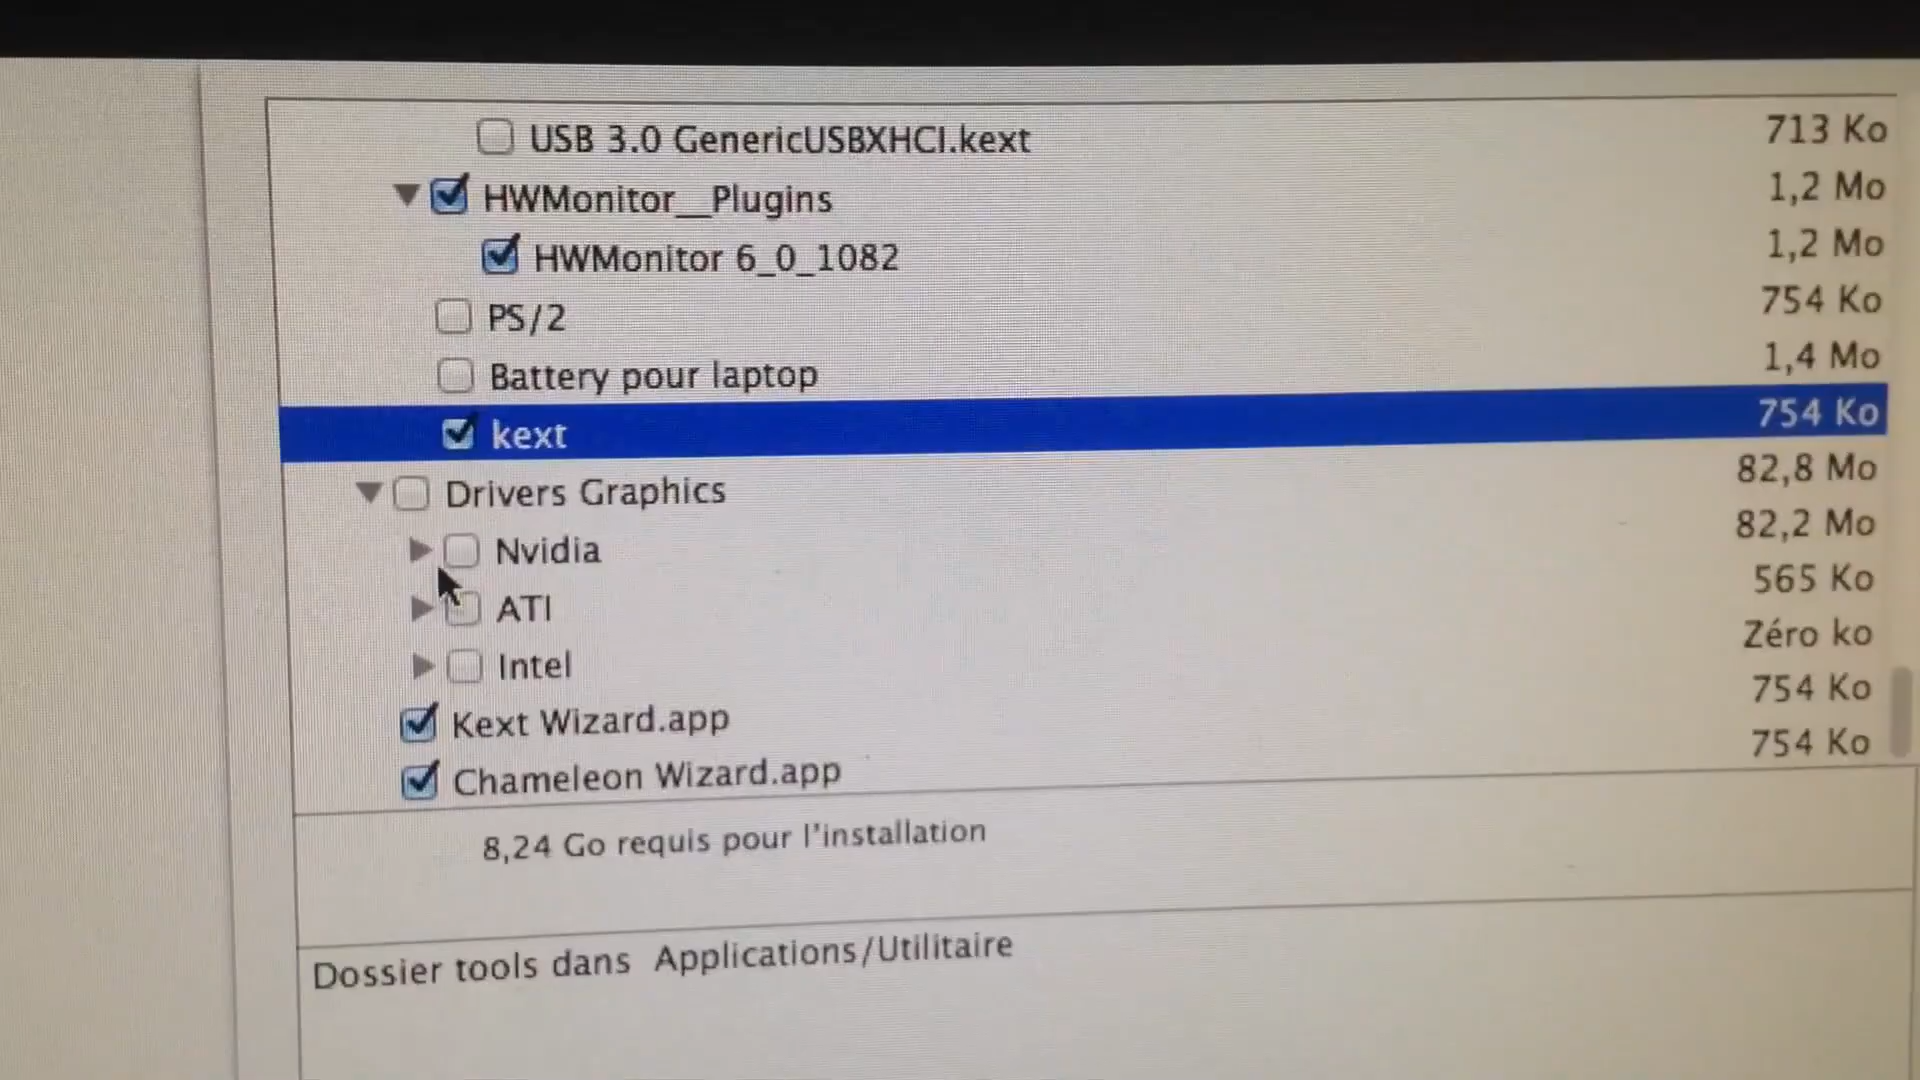 USB 3.0 GenericUSBXHCI.kext 713 Ko
HWMonitor__Plugins 1,2 Mo
HWMonitor 6_0_1082 1,2 Mo
PS/2 754 Ko
Battery pour laptop 1,4 Mo
kext 754 Ko
Drivers Graphics 82,8 Mo
Nvidia 82,2 Mo
ATI 565 Ko
Intel Zéro ko
Kext Wizard.app 754 Ko
Chameleon Wizard.app 754 Ko
8,24 Go requis pour l'installation
Dossier tools dans Applications/Utilitaire